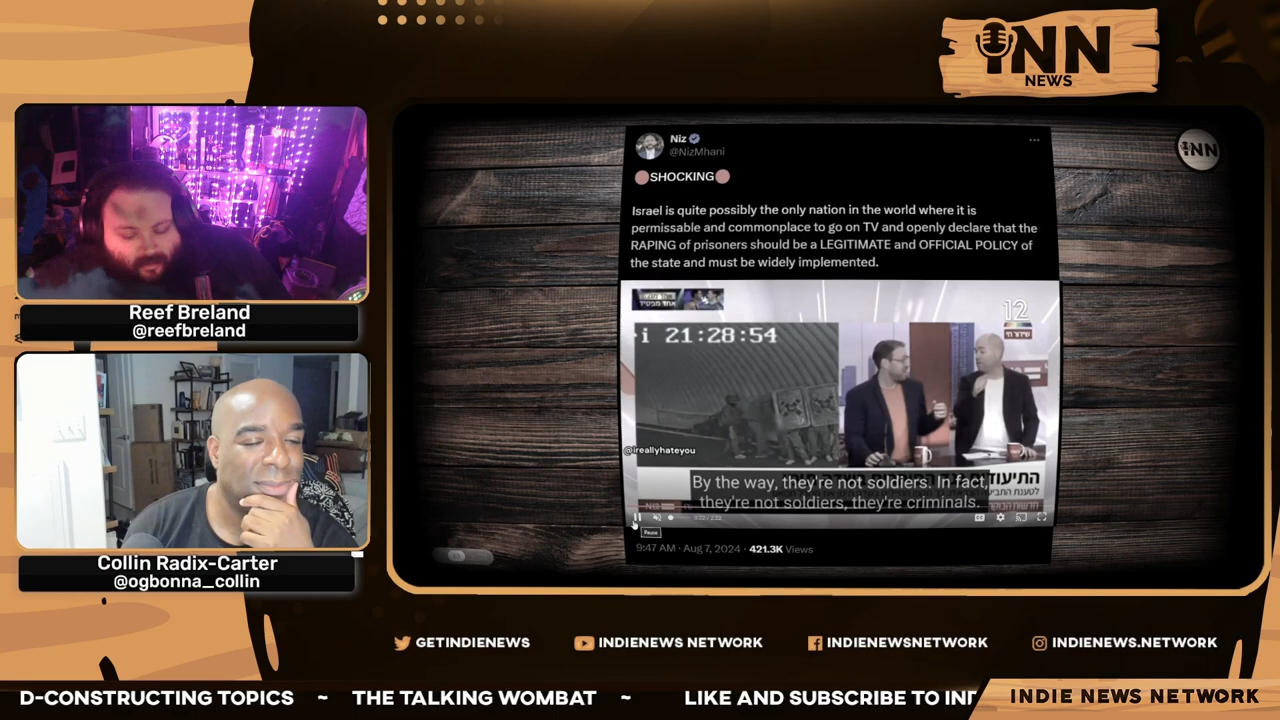 iNN
NEWS
Reef Breland
@reefbreland
Collin Radix-Carter
@ogbonna_collin
Niz
@NizMhani
SHOCKING
Israel is quite possibly the only nation in the world where it is
permissable and commonplace to go on TV and openly declare that the
RAPING of prisoners should be a LEGITIMATE and OFFICIAL POLICY of
the state and must be widely implemented.
iNN
12
שידור חי
i 21:28:54
@ireallyhateyou
By the way, they're not soldiers. In fact,
they're not soldiers, they're criminals.
Pause
9:47 AM · Aug 7, 2024 · 421.3K Views
GETINDIENEWS
INDIENEWS NETWORK
INDIENEWSNETWORK
INDIENEWS.NETWORK
D-CONSTRUCTING TOPICS ~ THE TALKING WOMBAT ~ LIKE AND SUBSCRIBE TO
INDIE NEWS NETWORK